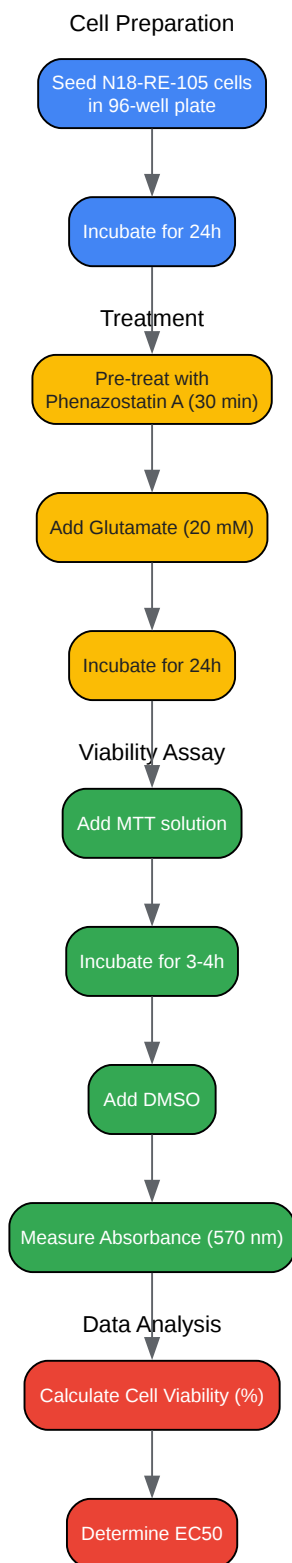 Cell Preparation
Seed N18-RE-105 cells
in 96-well plate
Incubate for 24h
Treatment
Pre-treat with
Phenazostatin A (30 min)
Add Glutamate (20 mM)
Incubate for 24h
Viability Assay
Add MTT solution
Incubate for 3-4h
Add DMSO
Measure Absorbance (570 nm)
Data Analysis
Calculate Cell Viability (%)
Determine EC50